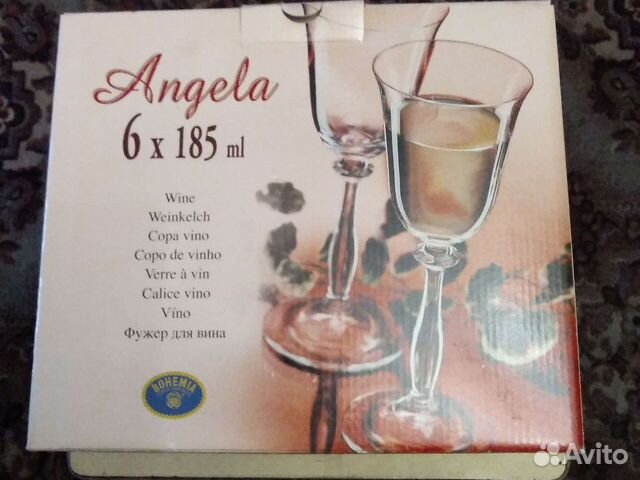 Angela
6 x 185 ml
Wine
Weinkelch
Copa vino
Copo de vinho
Verre à vin
Calice vino
Víno
Фужер для вина
BOHEMIA
Avito